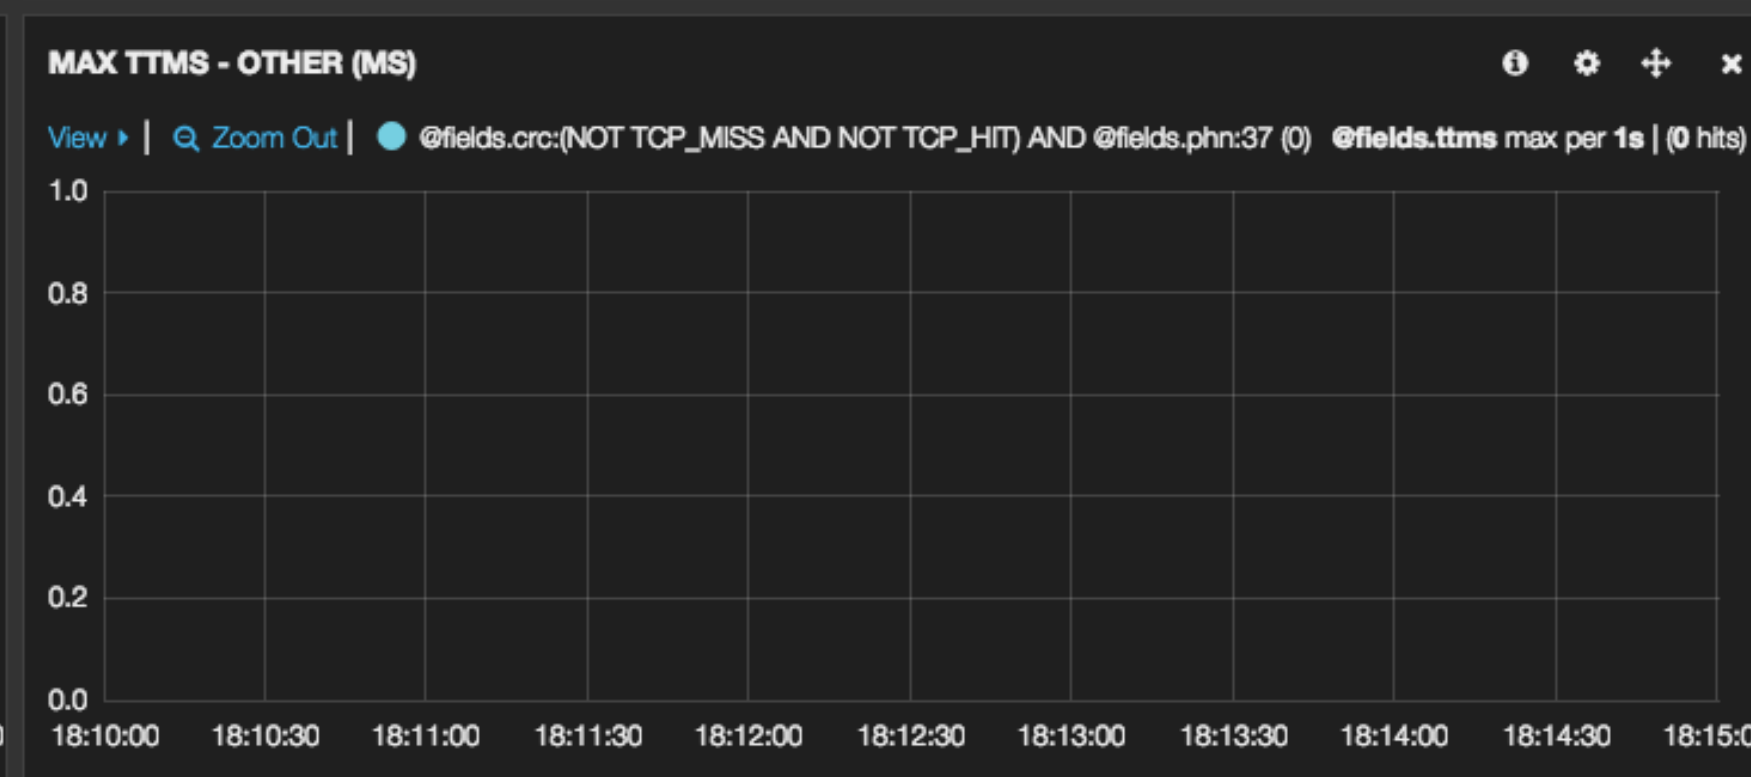 MAX TTMS - OTHER (MS)
View | Zoom Out | @fields.crc:(NOT TCP_MISS AND NOT TCP_HIT) AND @fields.phn:37 (0) @fields.ttms max per 1s | (0 hits)
1.0
0.8
0.6
0.4
0.2
0.0
18:10:00 18:10:30 18:11:00 18:11:30 18:12:00 18:12:30 18:13:00 18:13:30 18:14:00 18:14:30 18:15:0